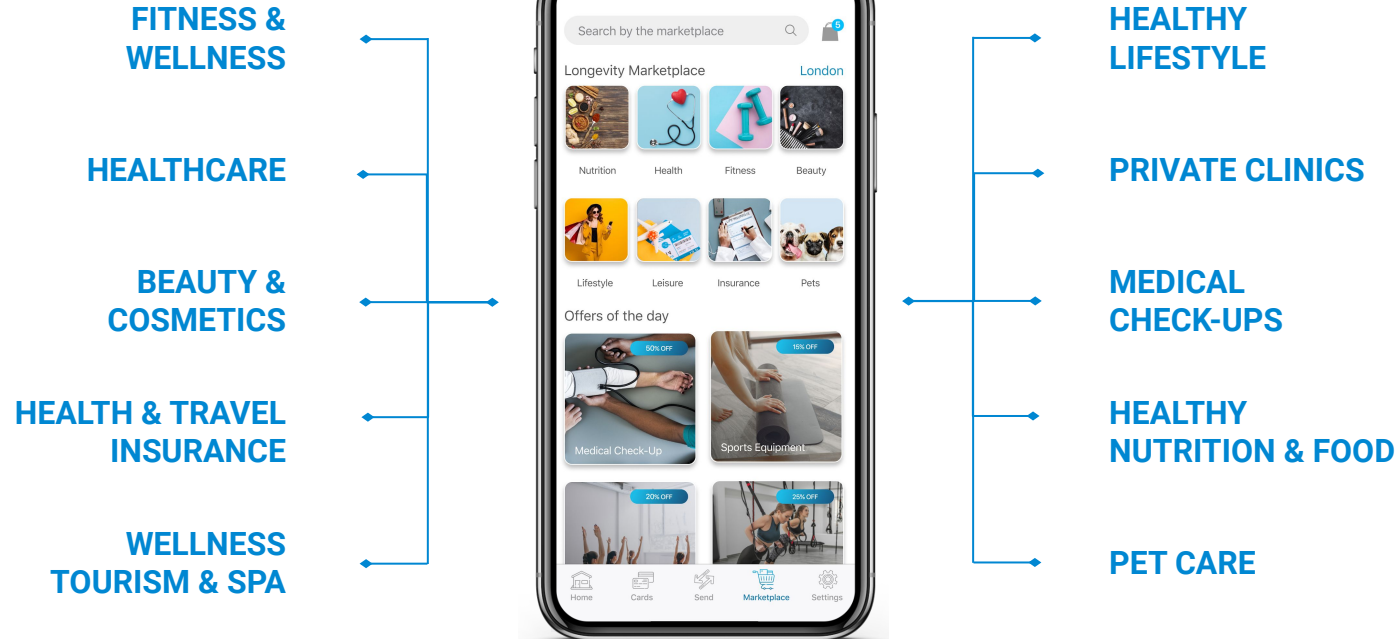 FITNESS &
WELLNESS
HEALTHCARE
BEAUTY &
COSMETICS
HEALTH & TRAVEL
INSURANCE
WELLNESS
TOURISM & SPA
Search by the marketplace
5
Longevity Marketplace
London
Nutrition
Health
Fitness
Beauty
Lifestyle
Leisure
Insurance
Pets
Offers of the day
50% OFF
Medical Check-Up
15% OFF
Sports Equipment
20% OFF
25% OFF
Home
Cards
Send
Marketplace
Settings
HEALTHY
LIFESTYLE
PRIVATE CLINICS
MEDICAL
CHECK-UPS
HEALTHY
NUTRITION & FOOD
PET CARE